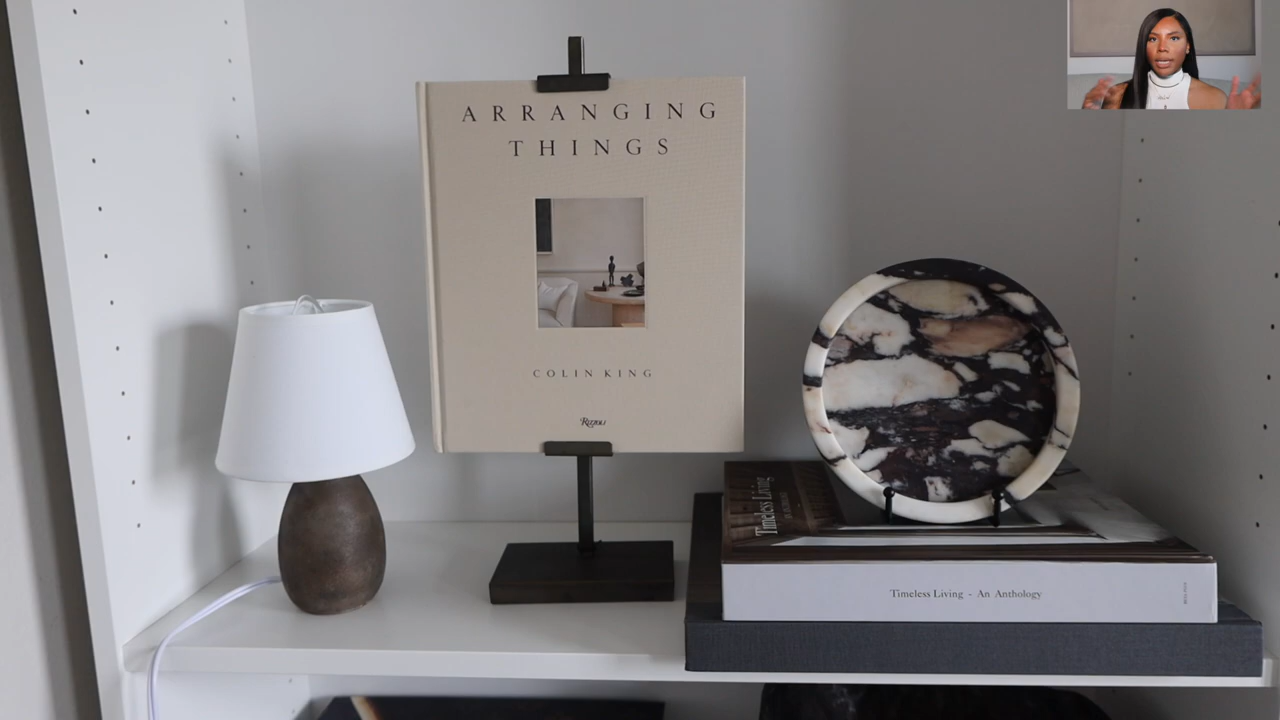 ARRANGING
THINGS
COLIN KING
Rizzoli
Timeless Living
Timeless Living - An Anthology